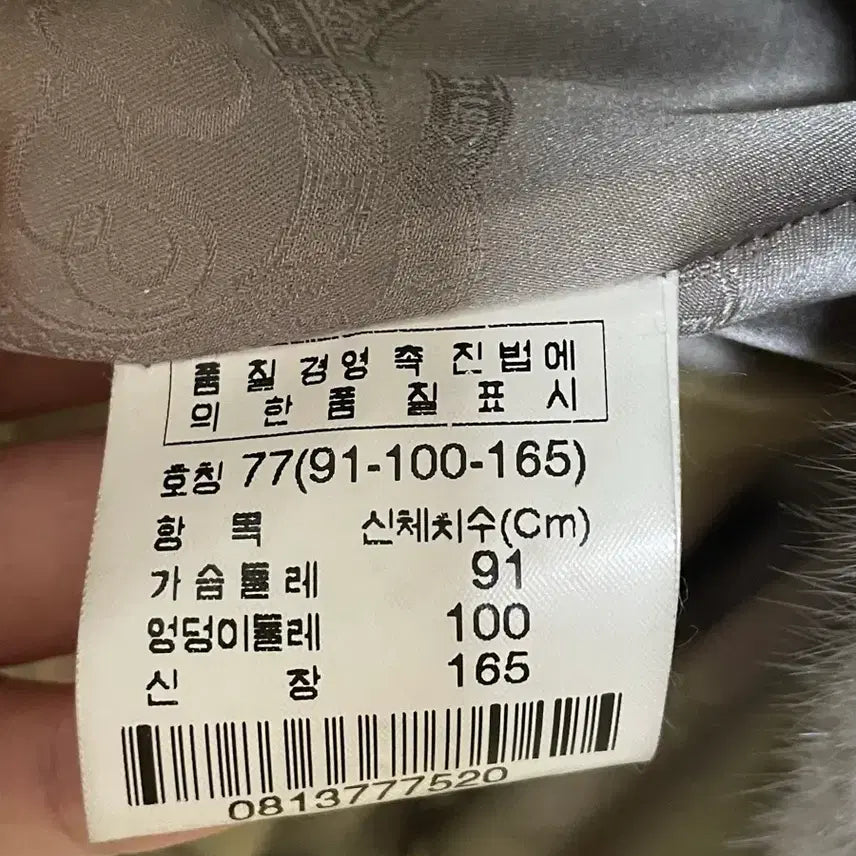 품질경영촉진법에
의한품질표시
호칭 77(91-100-165)
항 목 신체치수(Cm)
가슴둘레 91
엉덩이둘레 100
신 장 165
0813777520